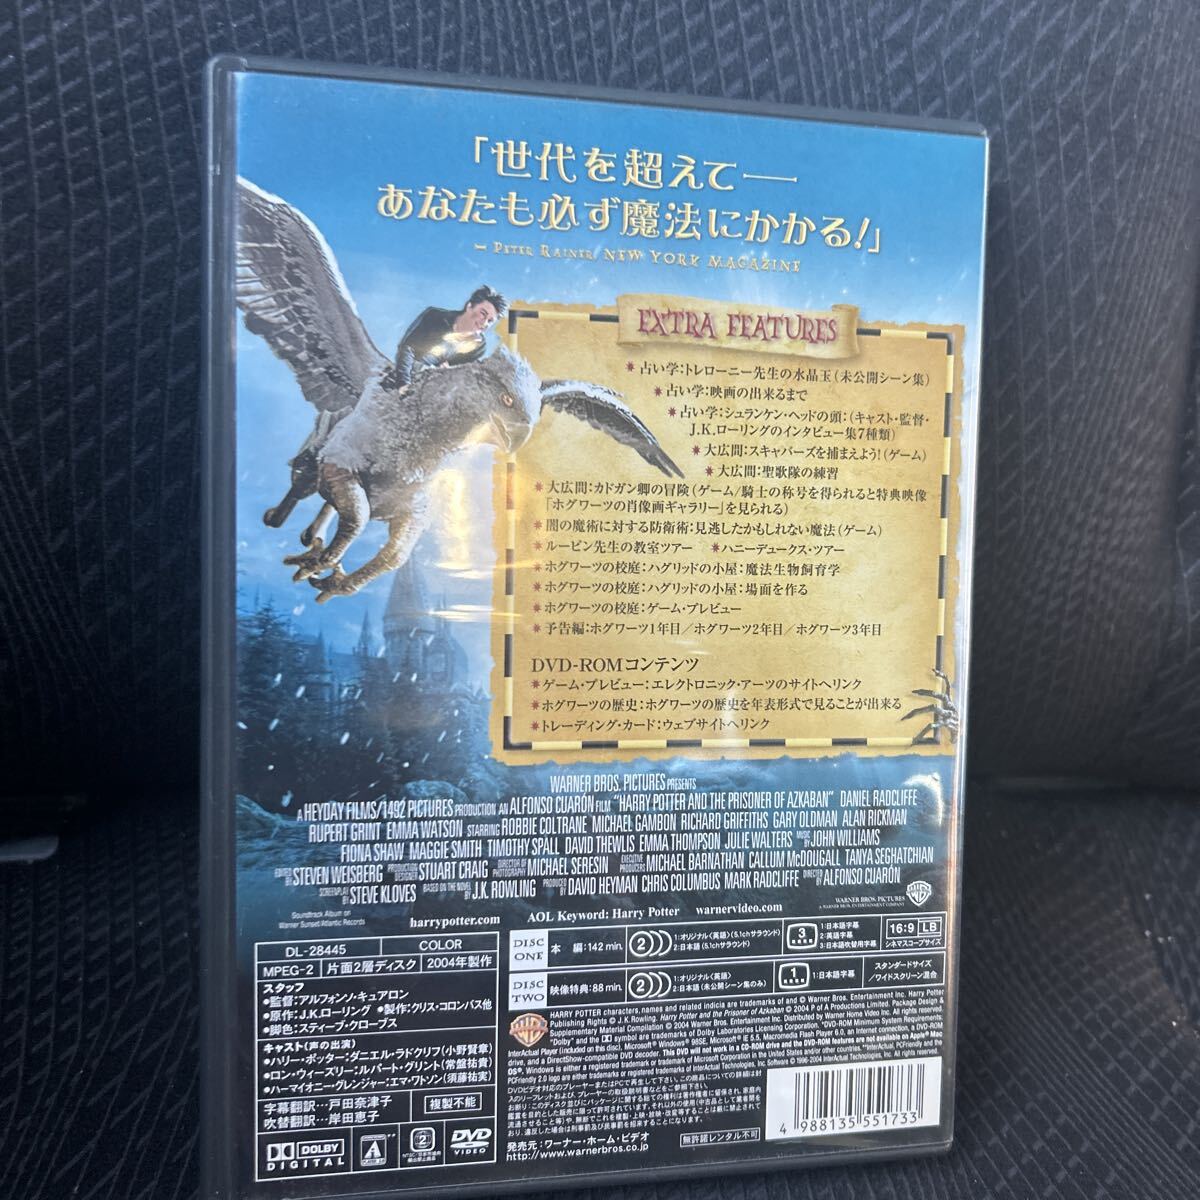 「世代を超えて──
あなたも必ず魔法にかかる!」
– PETER RAINER, NEW YORK MAGAZINE
EXTRA FEATURES
* 占い学:トレローニー先生の水晶玉(未公開シーン集)
* 占い学:映画の出来るまで
* 占い学:シュランケン・ヘッドの頭:(キャスト・監督・
J.K.ローリングのインタビュー集7種類)
* 大広間:スキャバーズを捕まえよう!(ゲーム)
* 大広間:聖歌隊の練習
* 大広間:カドガン卿の冒険(ゲーム/騎士の称号を得られると特典映像
「ホグワーツの肖像画ギャラリー」を見られる)
* 闇の魔術に対する防衛術:見逃したかもしれない魔法(ゲーム)
* ルーピン先生の教室ツアー * ハニーデュークス・ツアー
* ホグワーツの校庭:ハグリッドの小屋:魔法生物飼育学
* ホグワーツの校庭:ハグリッドの小屋:場面を作る
* ホグワーツの校庭:ゲーム・プレビュー
* 予告編:ホグワーツ1年目/ホグワーツ2年目/ホグワーツ3年目
DVD-ROMコンテンツ
* ゲーム・プレビュー:エレクトロニック・アーツのサイトへリンク
* ホグワーツの歴史:ホグワーツの歴史を年表形式で見ることが出来る
* トレーディング・カード:ウェブサイトへリンク
WARNER BROS. PICTURES PRESENTS
A HEYDAY FILMS/1492 PICTURES PRODUCTION AN ALFONSO CUARÓN FILM "HARRY POTTER AND THE PRISONER OF AZKABAN" DANIEL RADCLIFFE
RUPERT GRINT EMMA WATSON STARRING ROBBIE COLTRANE MICHAEL GAMBON RICHARD GRIFFITHS GARY OLDMAN ALAN RICKMAN
FIONA SHAW MAGGIE SMITH TIMOTHY SPALL DAVID THEWLIS EMMA THOMPSON JULIE WALTERS MUSIC BY JOHN WILLIAMS
EDITED BY STEVEN WEISBERG PRODUCTION DESIGNER STUART CRAIG DIRECTOR OF PHOTOGRAPHY MICHAEL SERESIN EXECUTIVE PRODUCERS MICHAEL BARNATHAN CALLUM McDOUGALL TANYA SEGHATCHIAN
SCREENPLAY BY STEVE KLOVES BASED ON THE NOVEL BY J.K. ROWLING PRODUCED BY DAVID HEYMAN CHRIS COLUMBUS MARK RADCLIFFE DIRECTED BY ALFONSO CUARÓN
Soundtrack Album on
Warner Sunset/Atlantic Records
WARNER BROS. PICTURES
harrypotter.com AOL Keyword: Harry Potter warnervideo.com
DL-28445 COLOR
MPEG-2 片面2層ディスク 2004年製作
スタッフ
●監督:アルフォンソ・キュアロン
●原作:J.K.ローリング ●製作:クリス・コロンバス他
●脚色:スティーブ・クローブス
キャスト(声の出演)
●ハリー・ポッター:ダニエル・ラドクリフ(小野賢章)
●ロン・ウィーズリー:ルパート・グリント(常盤祐貴)
●ハーマイオニー・グレンジャー:エマ・ワトソン(須藤祐実)
字幕翻訳…戸田奈津子
吹替翻訳…岸田恵子
複製不能
DOLBY DIGITAL
A
2
DVD VIDEO
DISC ONE 本 編:142 min. 2 1:オリジナル〈英語〉(5.1chサラウンド)
2:日本語(5.1chサラウンド)
3 1:日本語字幕
2:英語字幕
3:日本語吹替用字幕
16:9 LB
シネマスコープサイズ
DISC TWO 映像特典:88 min. 2 1:オリジナル〈英語〉
2:日本語(未公開シーン集のみ)
1 1:日本語字幕
スタンダードサイズ
/ワイドスクリーン混合
HARRY POTTER characters, names and related indicia are trademarks of and © Warner Bros. Entertainment Inc. Harry Potter
Publishing Rights © J.K. Rowling.
発売元:ワーナー・ホーム・ビデオ
http://www.warnerbros.co.jp
無許諾レンタル不可
4 988135 551733